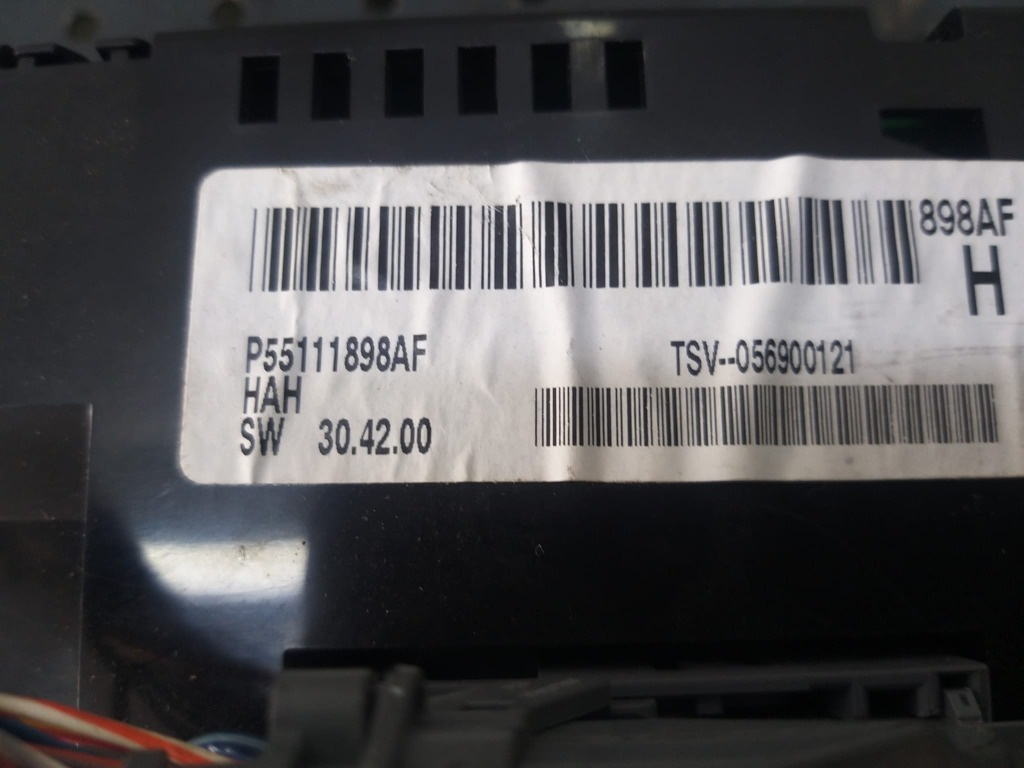 898AF
H
P55111898AF
TSV--056900121
HAH
SW 30.42.00